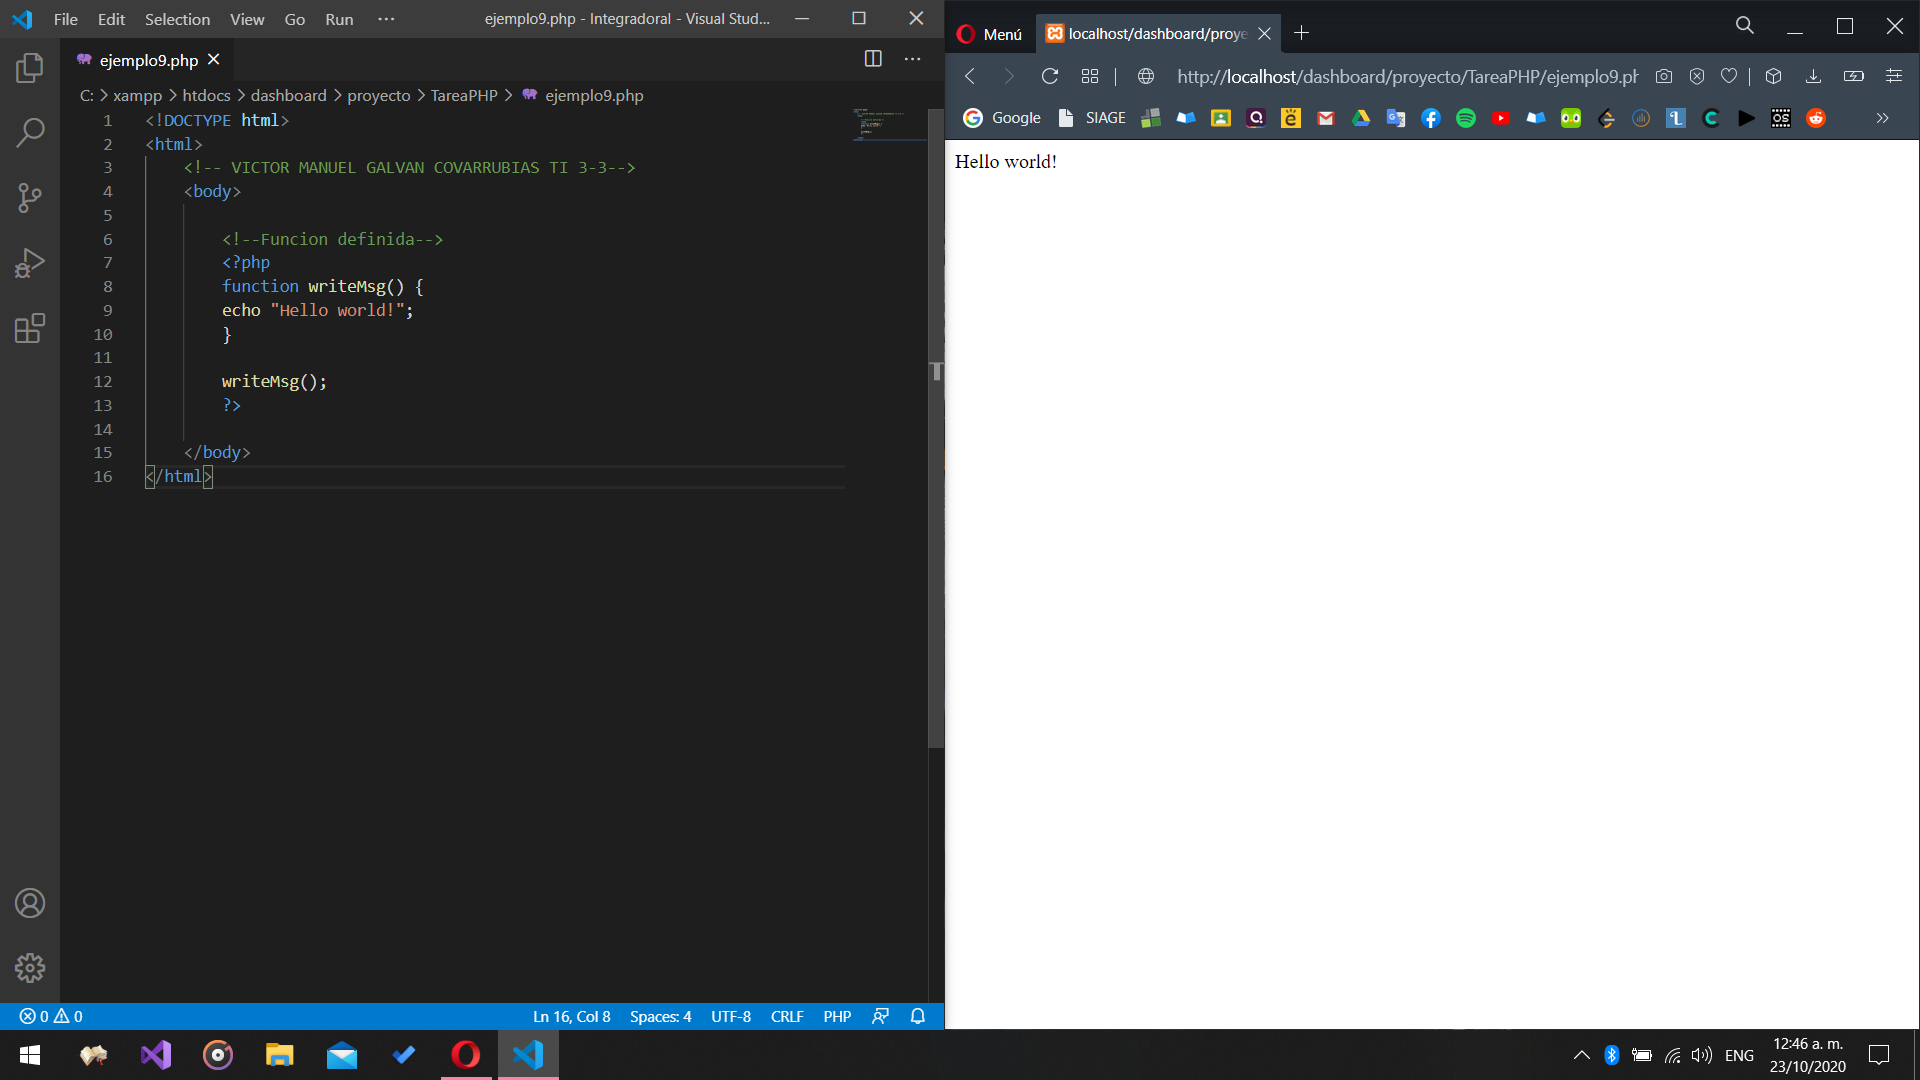 File Edit Selection View Go Run ··· ejemplo9.php - Integradoral - Visual Stud...
ejemplo9.php
C: > xampp > htdocs > dashboard > proyecto > TareaPHP > ejemplo9.php
1 <!DOCTYPE html>
2 <html>
3 <!-- VICTOR MANUEL GALVAN COVARRUBIAS TI 3-3-->
4 <body>
5
6 <!--Funcion definida-->
7 <?php
8 function writeMsg() {
9 echo "Hello world!";
10 }
11
12 writeMsg();
13 ?>
14
15 </body>
16 </html>
0 0 Ln 16, Col 8 Spaces: 4 UTF-8 CRLF PHP
Menú localhost/dashboard/proye
http://localhost/dashboard/proyecto/TareaPHP/ejemplo9.ph
Google SIAGE
Hello world!
ENG 12:46 a. m.
23/10/2020